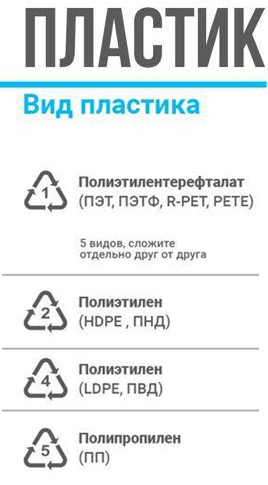 ПЛАСТИК
Вид пластика
1
Полиэтилентерефталат
(ПЭТ, ПЭТФ, R-PET, PETE)
5 видов, сложите
отдельно друг от друга
2
Полиэтилен
(HDPE , ПНД)
4
Полиэтилен
(LDPE, ПВД)
5
Полипропилен
(ПП)